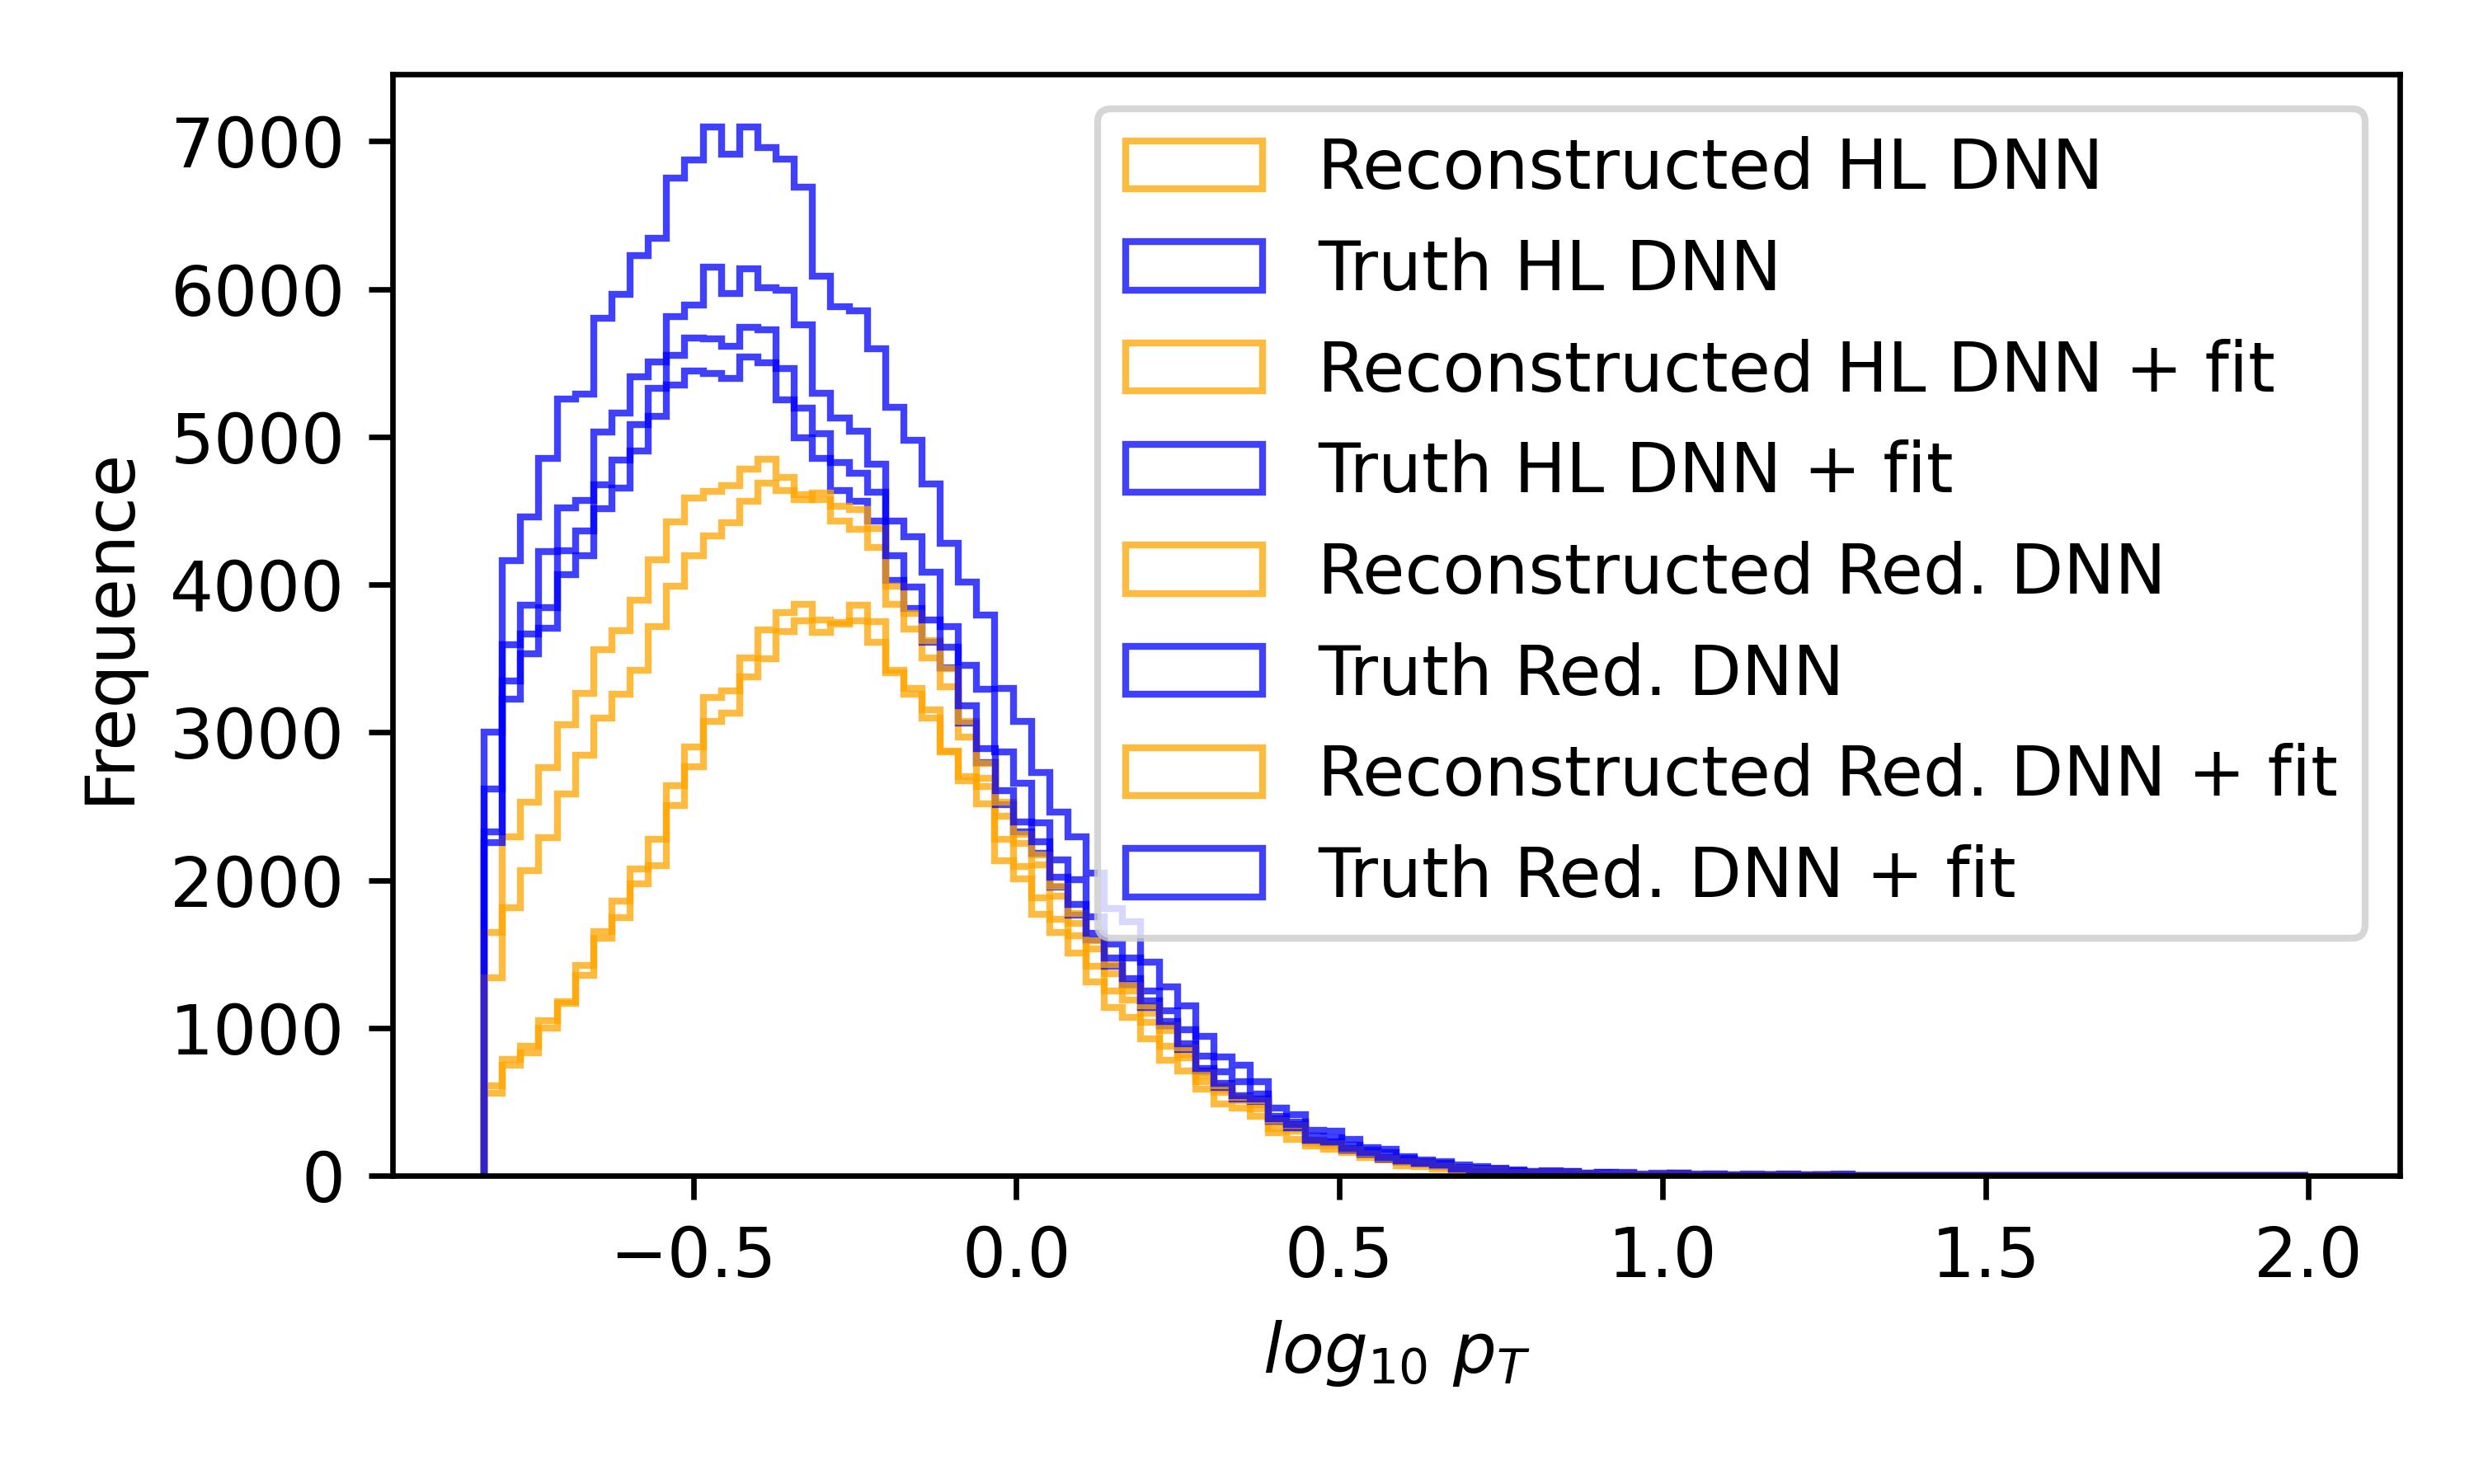 7000
6000
5000
4000
3000
2000
1000
0
Frequence
Reconstructed HL DNN
Truth HL DNN
Reconstructed HL DNN + fit
Truth HL DNN + fit
Reconstructed Red. DNN
Truth Red. DNN
Reconstructed Red. DNN + fit
Truth Red. DNN + fit
−0.5 0.0 0.5 1.0 1.5 2.0
log₁₀ p_T